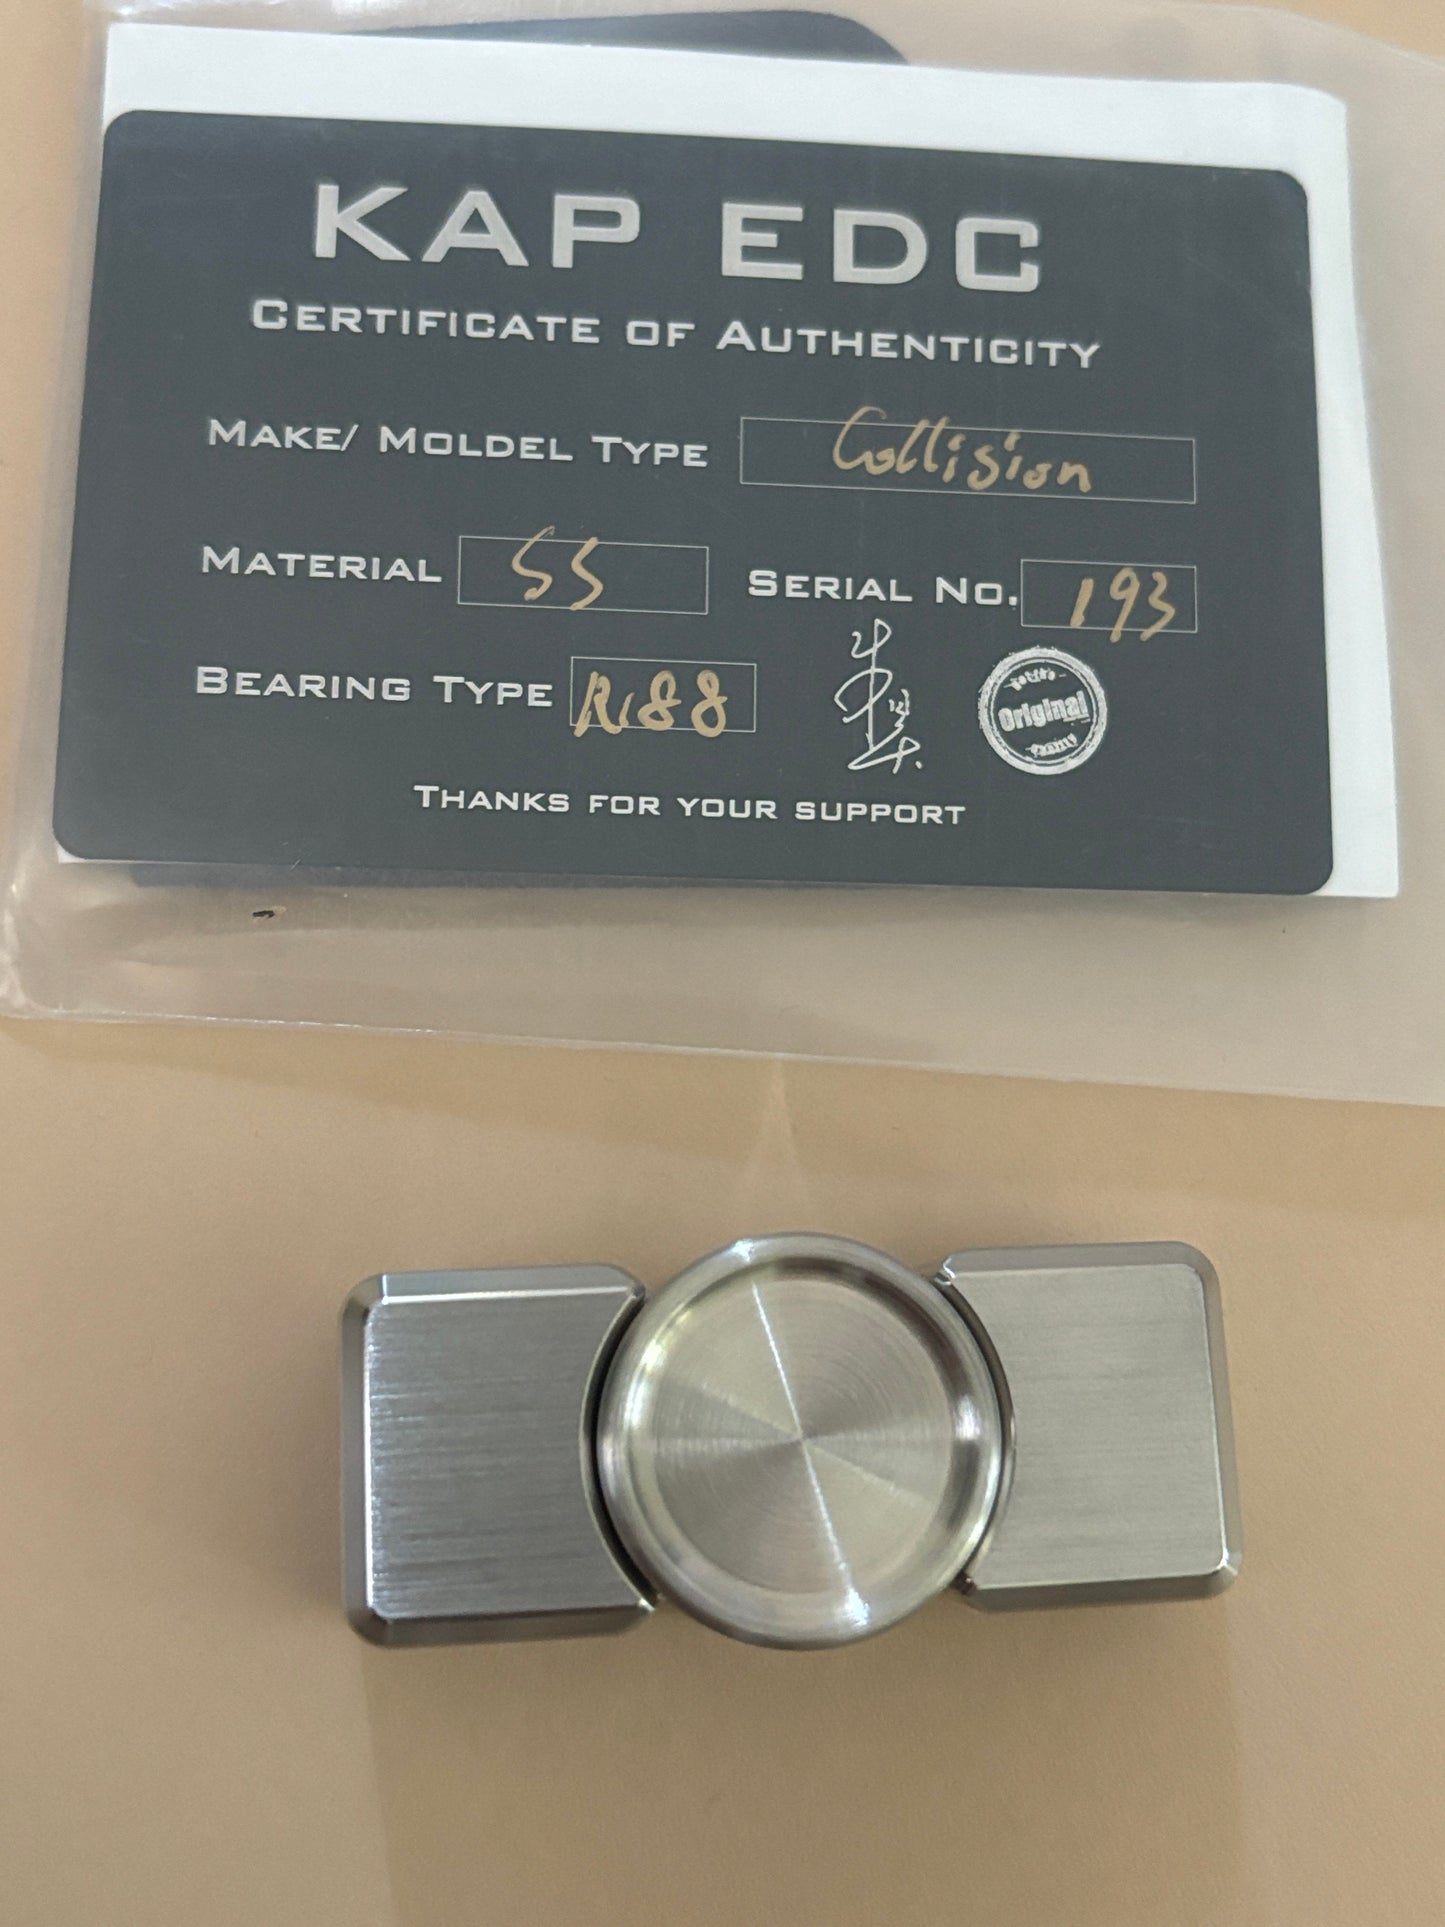 KAP EDC
CERTIFICATE OF AUTHENTICITY
MAKE/ MOLDEL TYPE Collision
MATERIAL SS SERIAL NO. 193
BEARING TYPE R188
Original
THANKS FOR YOUR SUPPORT